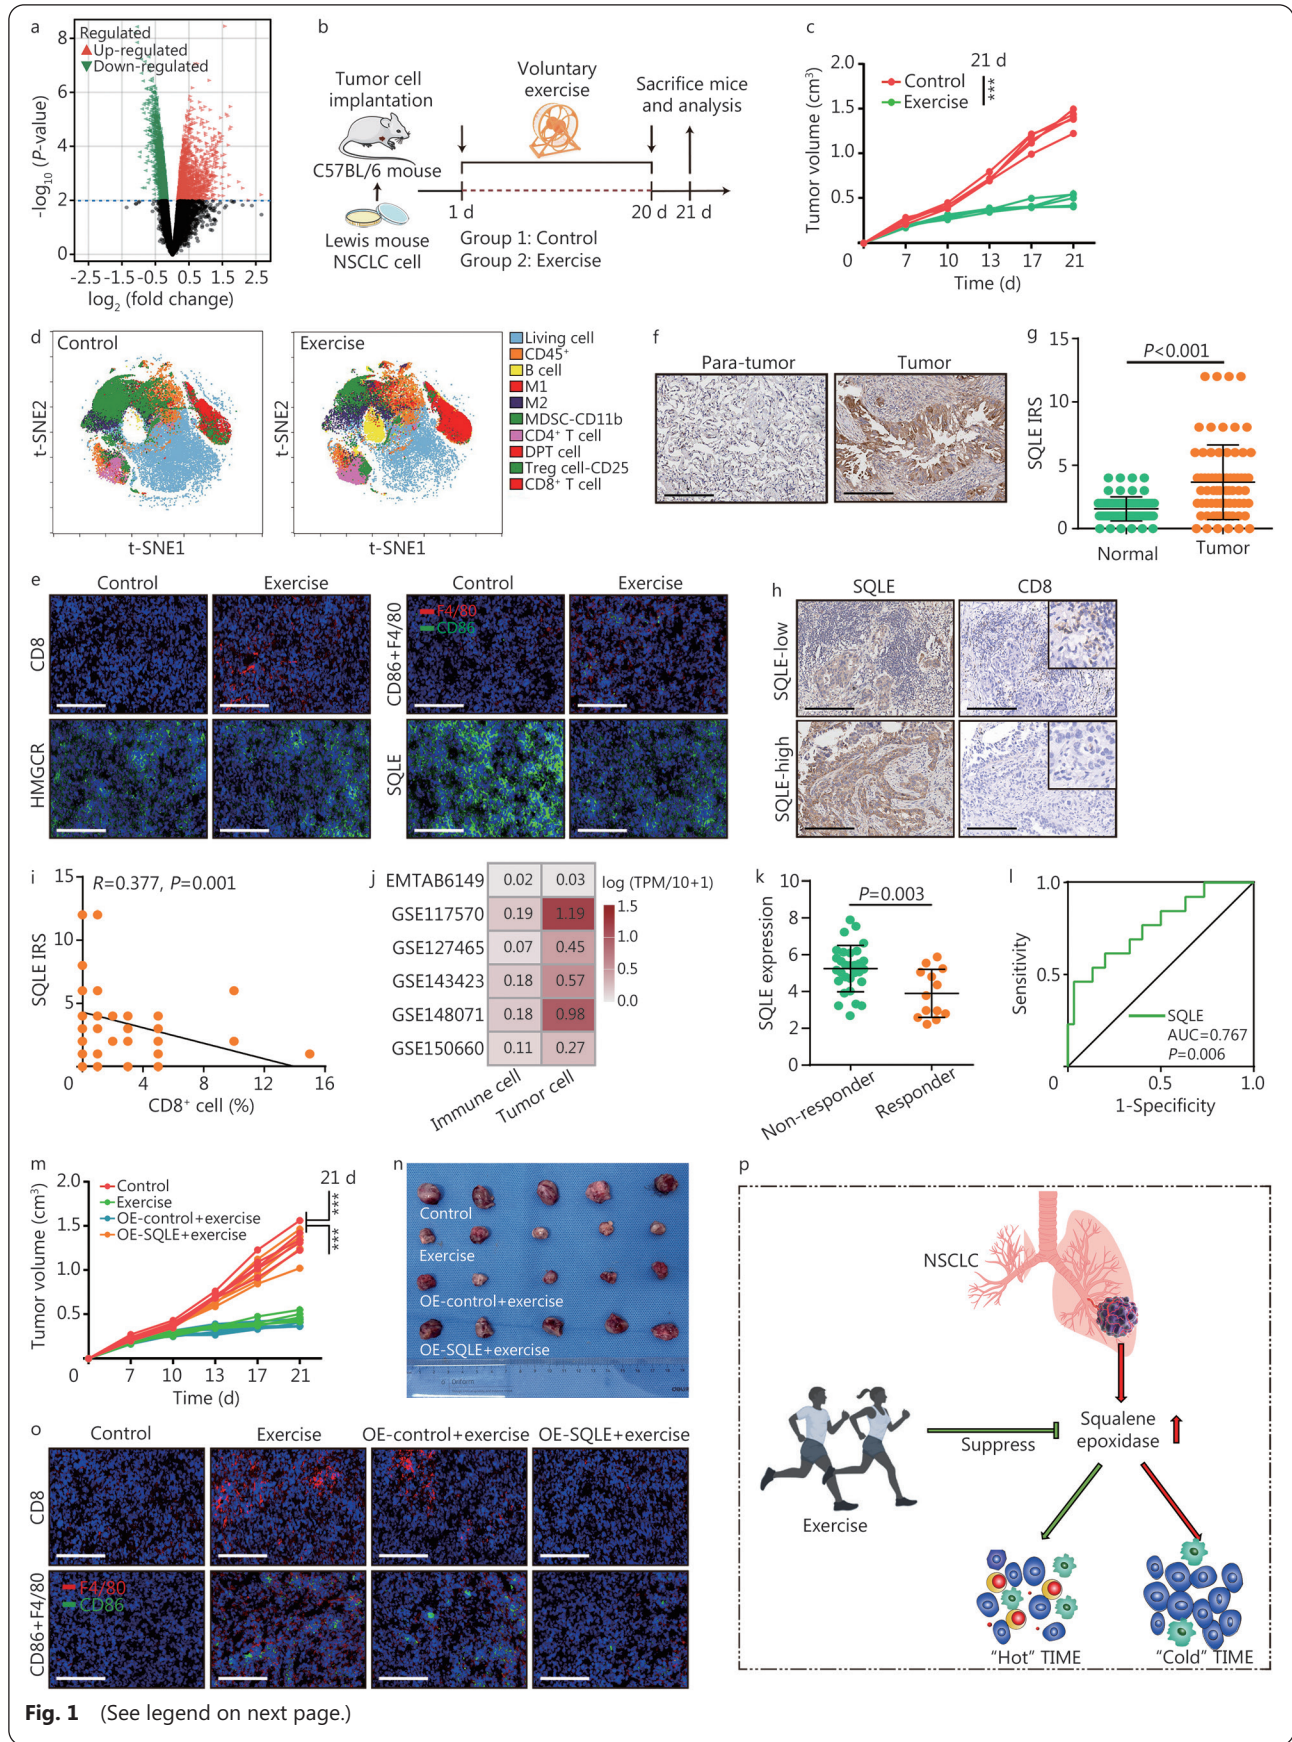 a
Regulated
Up-regulated
Down-regulated
-log10 (P-value)
8
6
4
2
0
-2.5 -1.5 -0.5 0.5 1.5 2.5
log2 (fold change)
b
Tumor cell
implantation
C57BL/6 mouse
Lewis mouse
NSCLC cell
Voluntary
exercise
Sacrifice mice
and analysis
1 d
20 d 21 d
Group 1: Control
Group 2: Exercise
c
Tumor volume (cm³)
2.0
1.5
1.0
0.5
0 7 10 13 17 21
Time (d)
Control
Exercise
21 d
***
d
Control
Exercise
t-SNE2
t-SNE1
t-SNE2
t-SNE1
Living cell
CD45⁺
B cell
M1
M2
MDSC-CD11b
CD4⁺ T cell
DPT cell
Treg cell-CD25
CD8⁺ T cell
f
Para-tumor
Tumor
g
SQLE IRS
15
10
5
0
P<0.001
Normal
Tumor
e
Control
Exercise
Control
Exercise
CD8
CD86+F4/80
F4/80
CD86
HMGCR
SQLE
h
SQLE
CD8
SQLE-low
SQLE-high
i
SQLE IRS
15
10
5
R=0.377, P=0.001
0 4 8 12 16
CD8⁺ cell (%)
j
EMTAB6149 0.02 0.03
GSE117570 0.19 1.19
GSE127465 0.07 0.45
GSE143423 0.18 0.57
GSE148071 0.18 0.98
GSE150660 0.11 0.27
Immune cell
Tumor cell
log (TPM/10+1)
1.5
1.0
0.5
0.0
k
SQLE expression
10
8
6
4
2
0
P=0.003
Non-responder
Responder
l
Sensitivity
1.0
0.5
SQLE
AUC=0.767
P=0.006
0 0.5 1.0
1-Specificity
m
Tumor volume (cm³)
2.0
1.5
1.0
0.5
0 7 10 13 17 21
Time (d)
Control
Exercise
OE-control+exercise
OE-SQLE+exercise
21 d
***
***
n
Control
Exercise
OE-control+exercise
OE-SQLE+exercise
o
Control
Exercise
OE-control+exercise
OE-SQLE+exercise
CD8
CD86+F4/80
F4/80
CD86
p
NSCLC
Squalene
epoxidase
Suppress
Exercise
"Hot" TIME
"Cold" TIME
Fig. 1 (See legend on next page.)